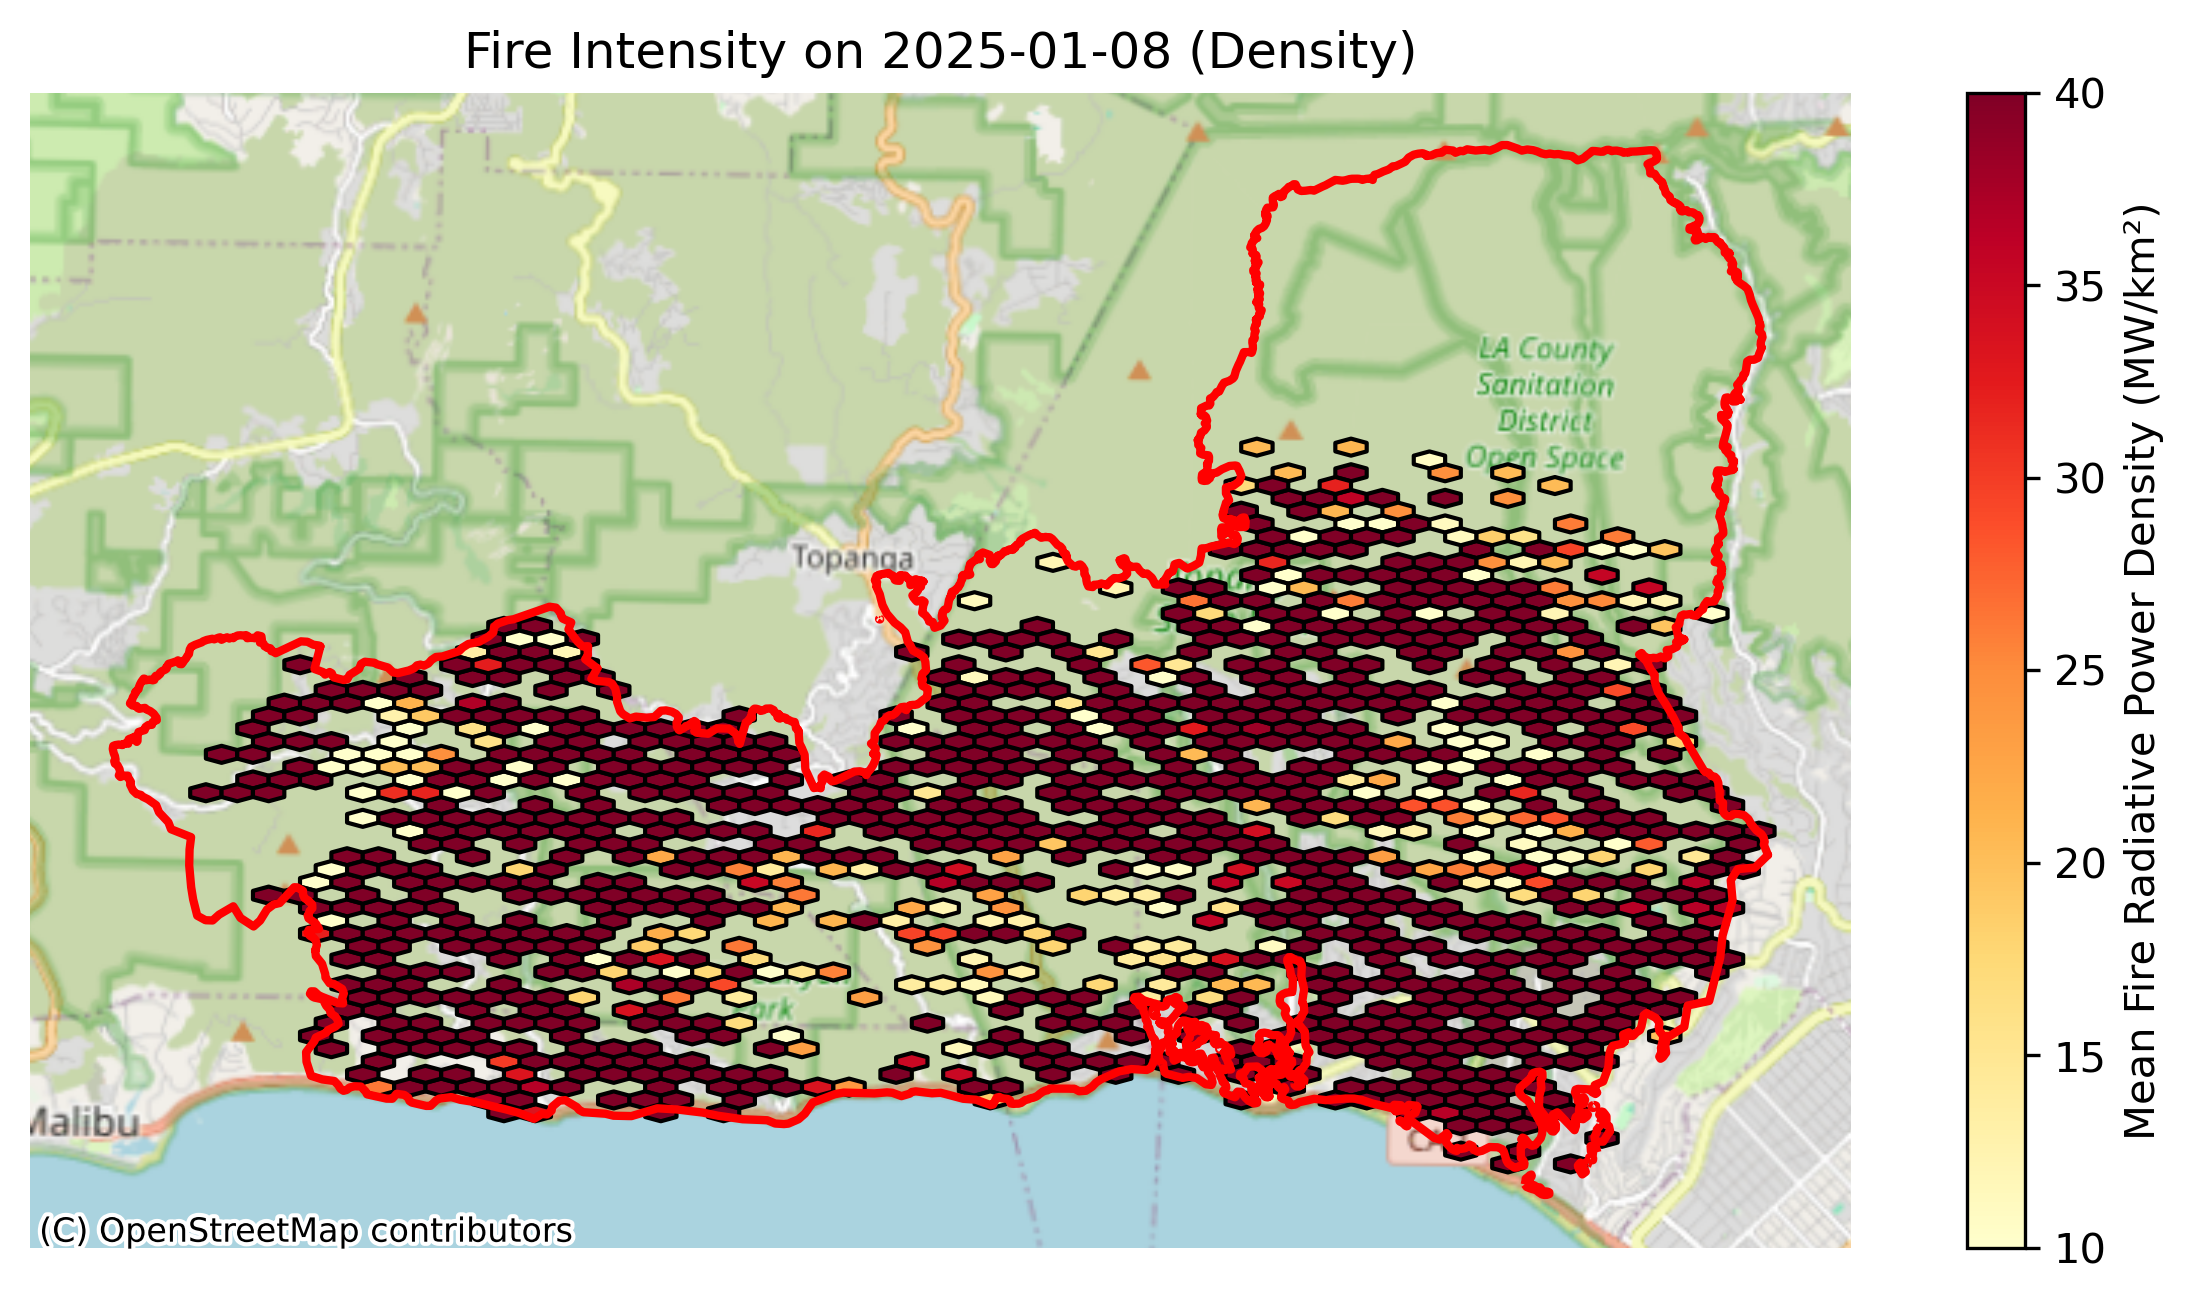 Fire Intensity on 2025-01-08 (Density)
LA County
Sanitation
District
Open Space
Topanga
Park
Malibu
(C) OpenStreetMap contributors
40
35
30
25
20
15
10
Mean Fire Radiative Power Density (MW/km²)